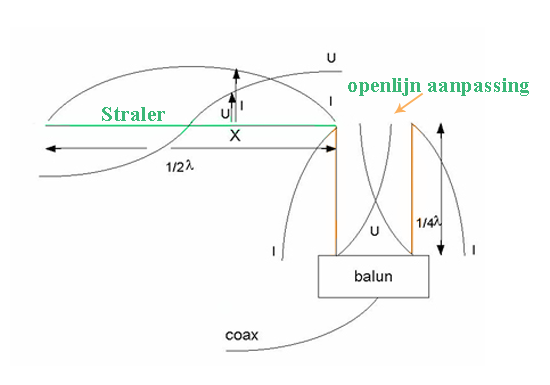 U
openlijn aanpassing
Straler
U
I
I
X
1/2λ
1/4λ
U
I
I
balun
coax